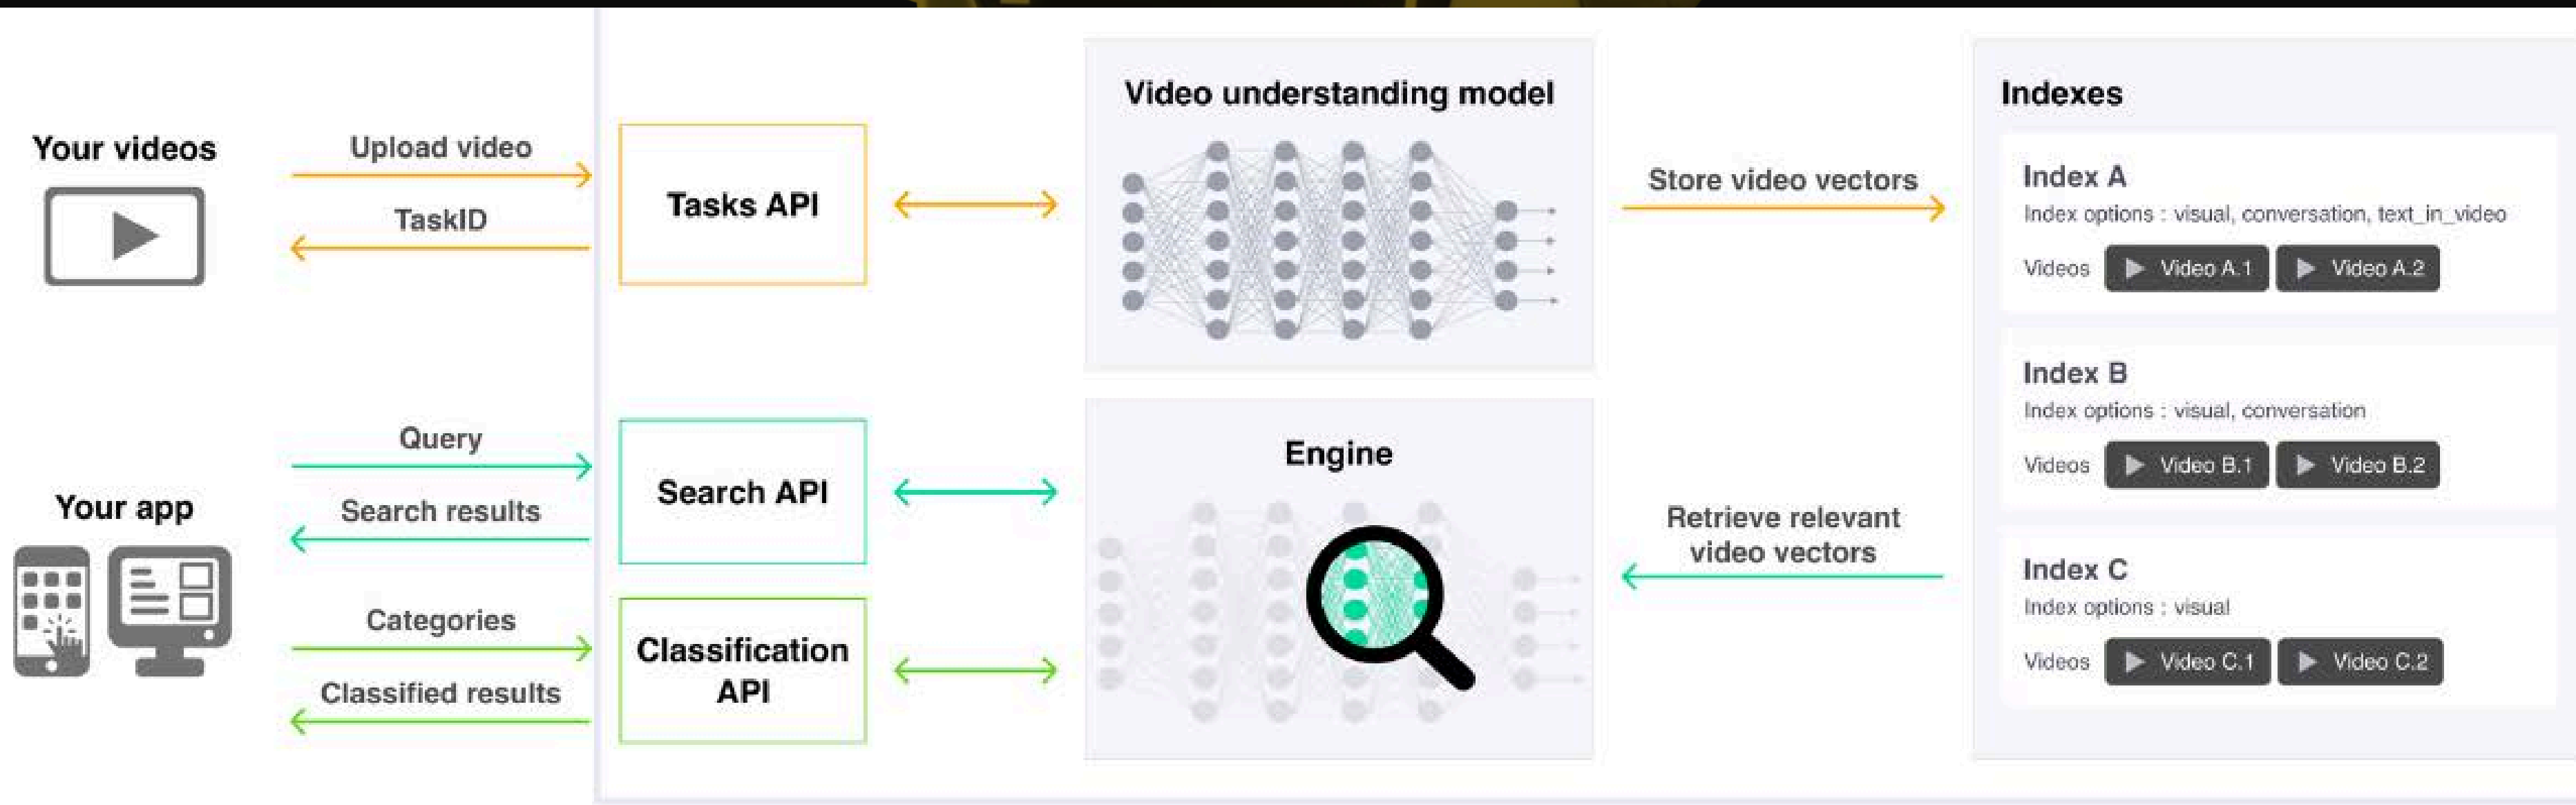 Your videos
Upload video
TaskID
Tasks API
Video understanding model
Store video vectors
Your app
Query
Search results
Search API
Categories
Classified results
Classification
API
Engine
Retrieve relevant
video vectors
Indexes
Index A
Index options : visual, conversation, text_in_video
Videos Video A.1 Video A.2
Index B
Index options : visual, conversation
Videos Video B.1 Video B.2
Index C
Index options : visual
Videos Video C.1 Video C.2